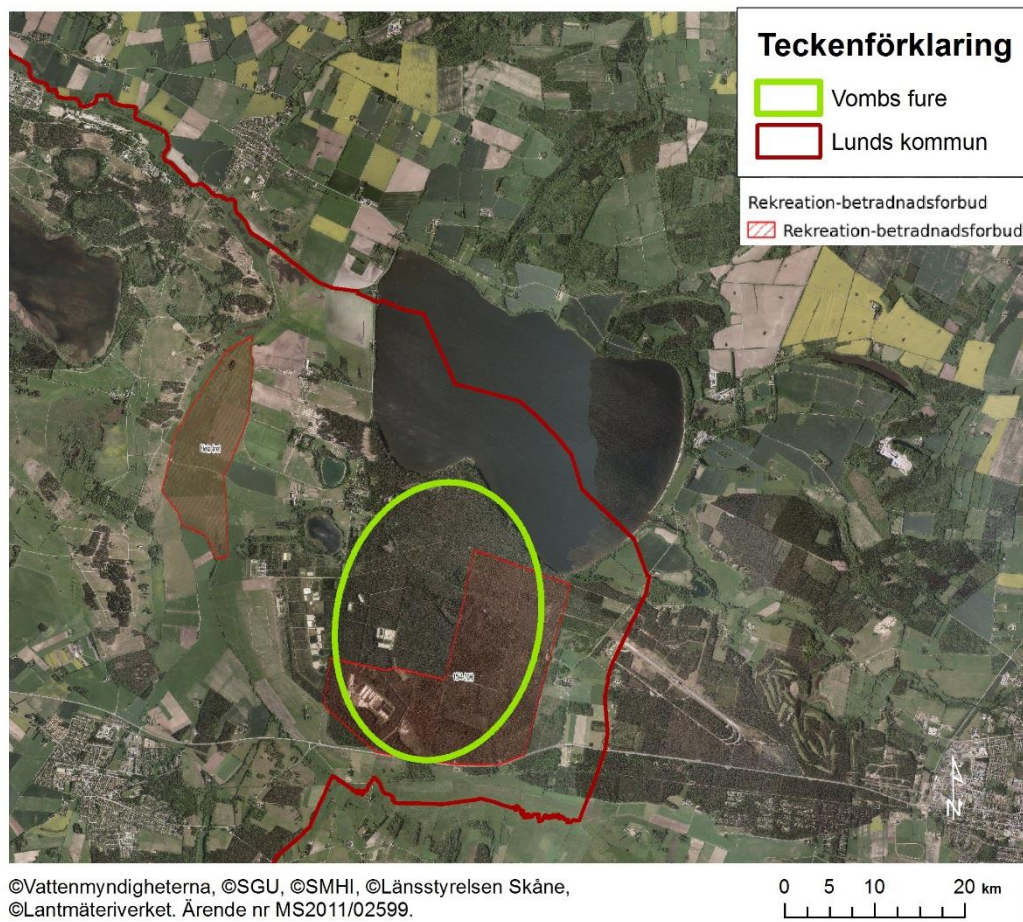 Teckenförklaring
Vombs fure
Lunds kommun
Rekreation-betradnadsforbud
Rekreation-betradnadsforbud
©Vattenmyndigheterna, ©SGU, ©SMHI, ©Länsstyrelsen Skåne,
©Lantmäteriverket. Ärende nr MS2011/02599.
0 5 10 20 km
N